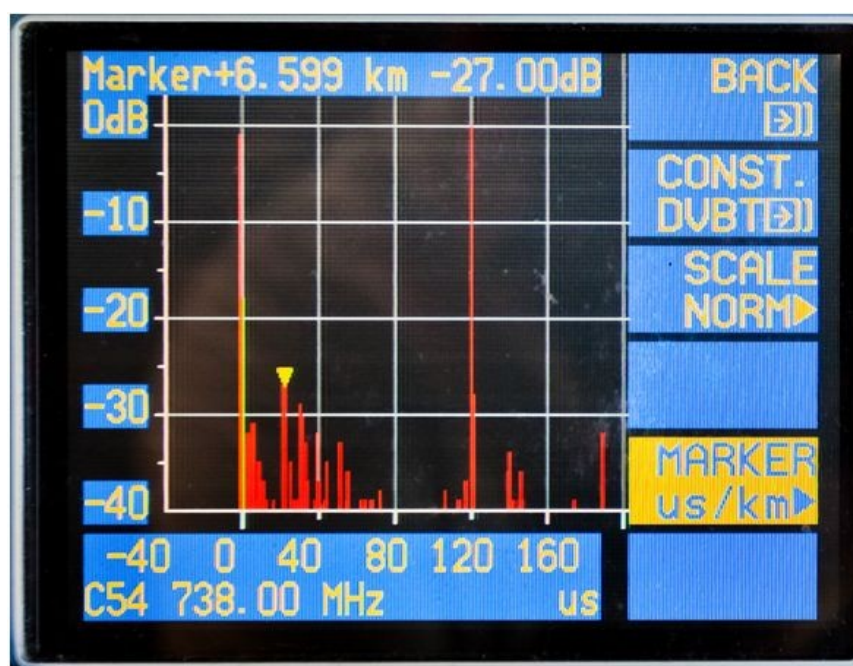 Marker+6.599 km -27.00dB
BACK
0dB
CONST.
DVBT
-10
SCALE
NORM
-20
-30
MARKER
us/km
-40
-40 0 40 80 120 160
C54 738.00 MHz us